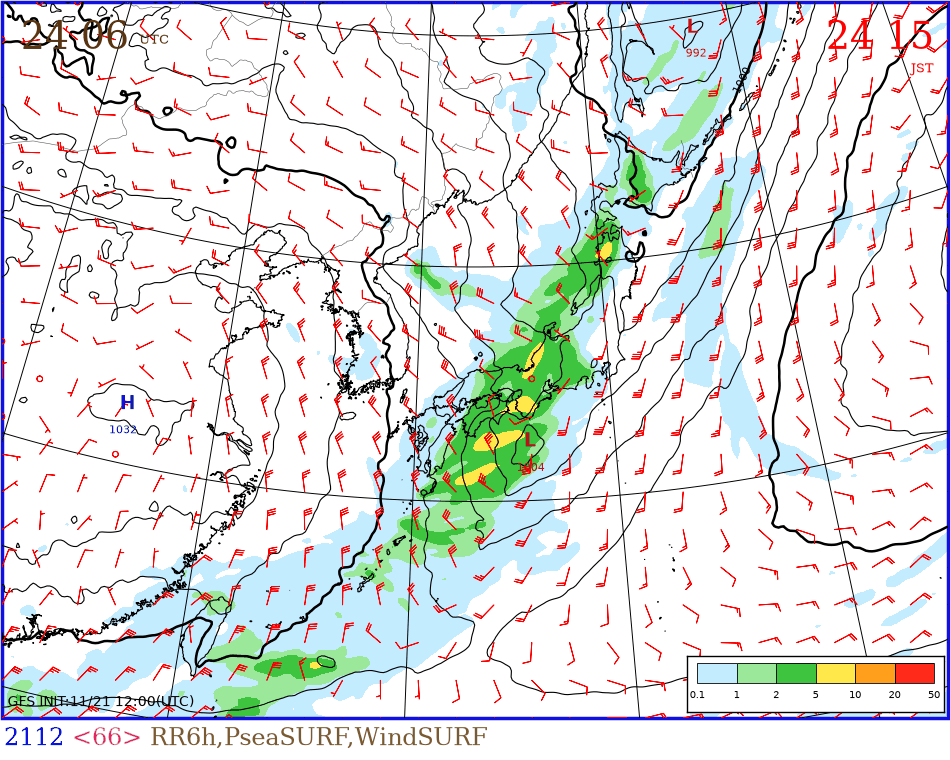 24 06 UTC
24 15
JST
L
992
1000
H
1032
L
1004
GFS INIT:11/21 12:00(UTC)
0.1 1 2 5 10 20 50
2112 <66> RR6h,PseaSURF,WindSURF